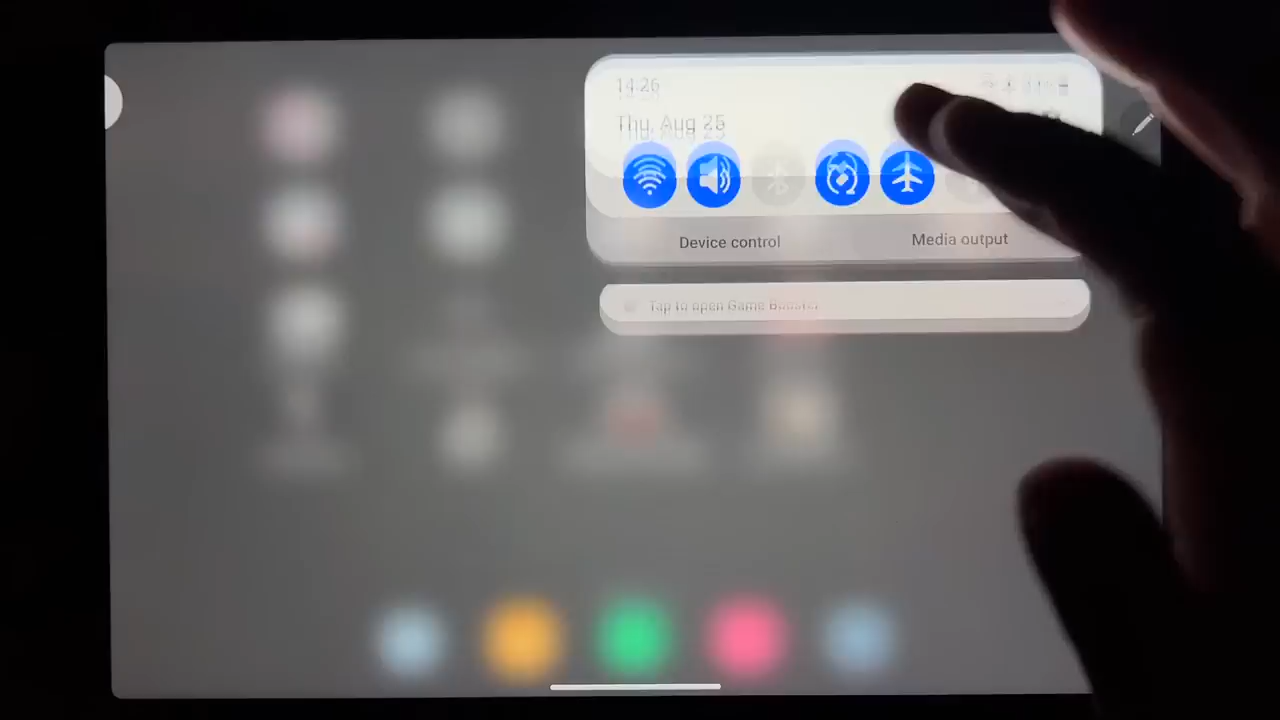 14:26
Thu, Aug 25
Device control
Media output
Tap to open Game Booster